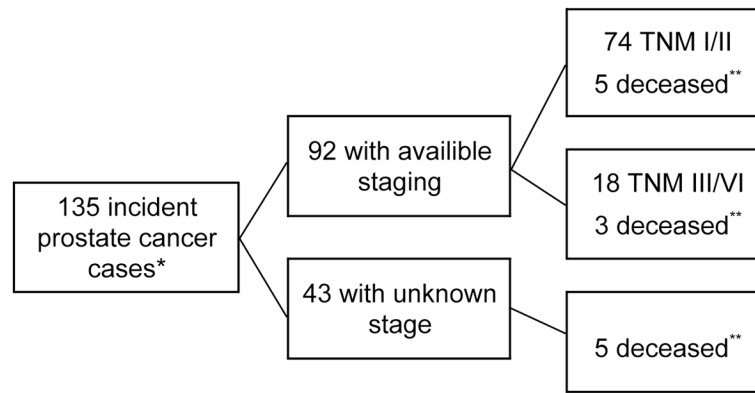 135 incident
prostate cancer
cases*
92 with availible
staging
43 with unknown
stage
74 TNM I/II
5 deceased**
18 TNM III/VI
3 deceased**
5 deceased**